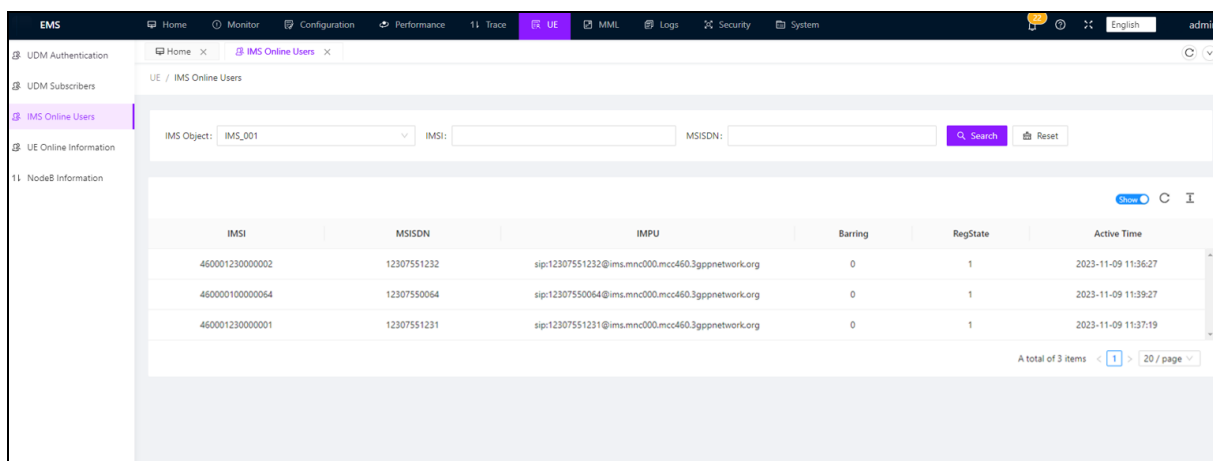 EMS Home Monitor Configuration Performance Trace UE MML Logs Security System 22 English admi
UDM Authentication
UDM Subscribers
IMS Online Users
UE Online Information
NodeB Information
Home IMS Online Users
UE / IMS Online Users
IMS Object: IMS_001 IMSI: MSISDN: Search Reset
Show
IMSI MSISDN IMPU Barring RegState Active Time
460001230000002 12307551232 sip:12307551232@ims.mnc000.mcc460.3gppnetwork.org 0 1 2023-11-09 11:36:27
460000100000064 12307550064 sip:12307550064@ims.mnc000.mcc460.3gppnetwork.org 0 1 2023-11-09 11:39:27
460001230000001 12307551231 sip:12307551231@ims.mnc000.mcc460.3gppnetwork.org 0 1 2023-11-09 11:37:19
A total of 3 items < 1 > 20 / page